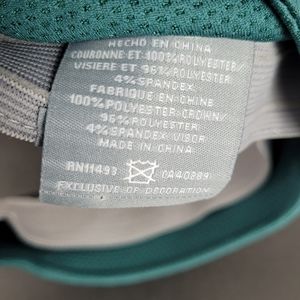 HECHO EN CHINA
COURONNE ET 100% POLYESTER
VISIERE ET 96% POLYESTER
4% SPANDEX
FABRIQUE EN CHINE
100% POLYESTER CROWN/
96% POLYESTER
4% SPANDEX VISOR
MADE IN CHINA
RN11493 CA40889
EXCLUSIVE OF DECORATION